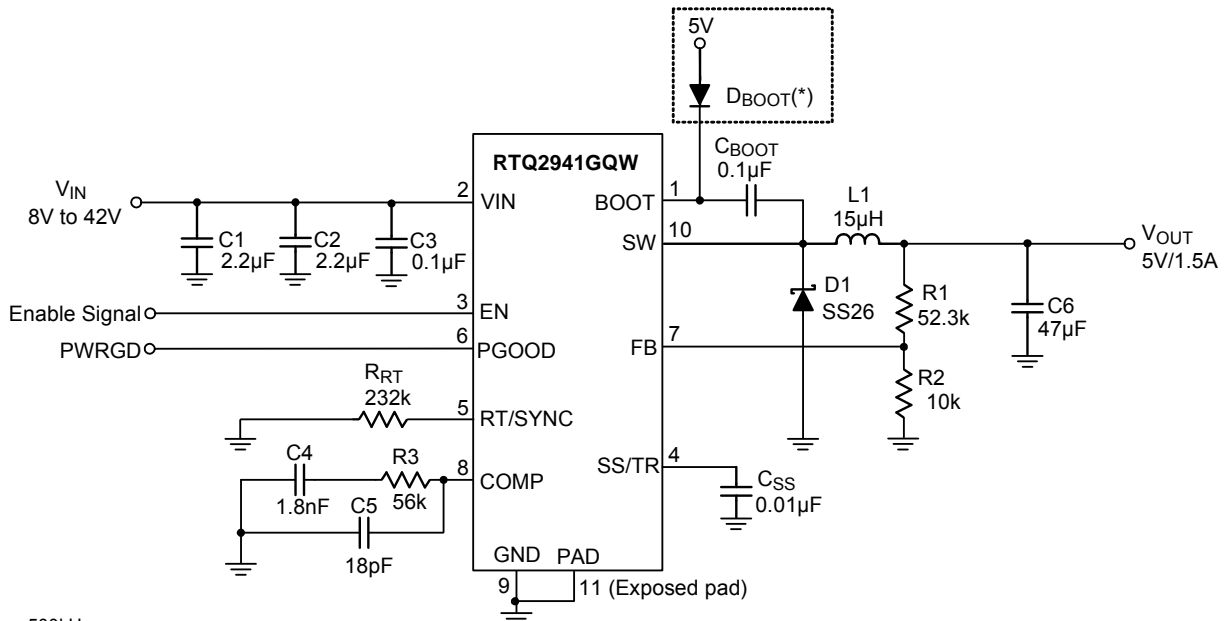 5V
DBOOT(*)
RTQ2941GQW
CBOOT
0.1µF
VIN
8V to 42V
2
VIN
C1
2.2µF
C2
2.2µF
C3
0.1µF
BOOT
1
SW
10
L1
15µH
VOUT
5V/1.5A
D1
SS26
R1
52.3k
C6
47µF
Enable Signal
3
EN
PWRGD
6
PGOOD
FB
7
R2
10k
RRT
232k
5
RT/SYNC
C4
1.8nF
R3
56k
8
COMP
C5
18pF
SS/TR
4
CSS
0.01µF
GND
PAD
9
11 (Exposed pad)